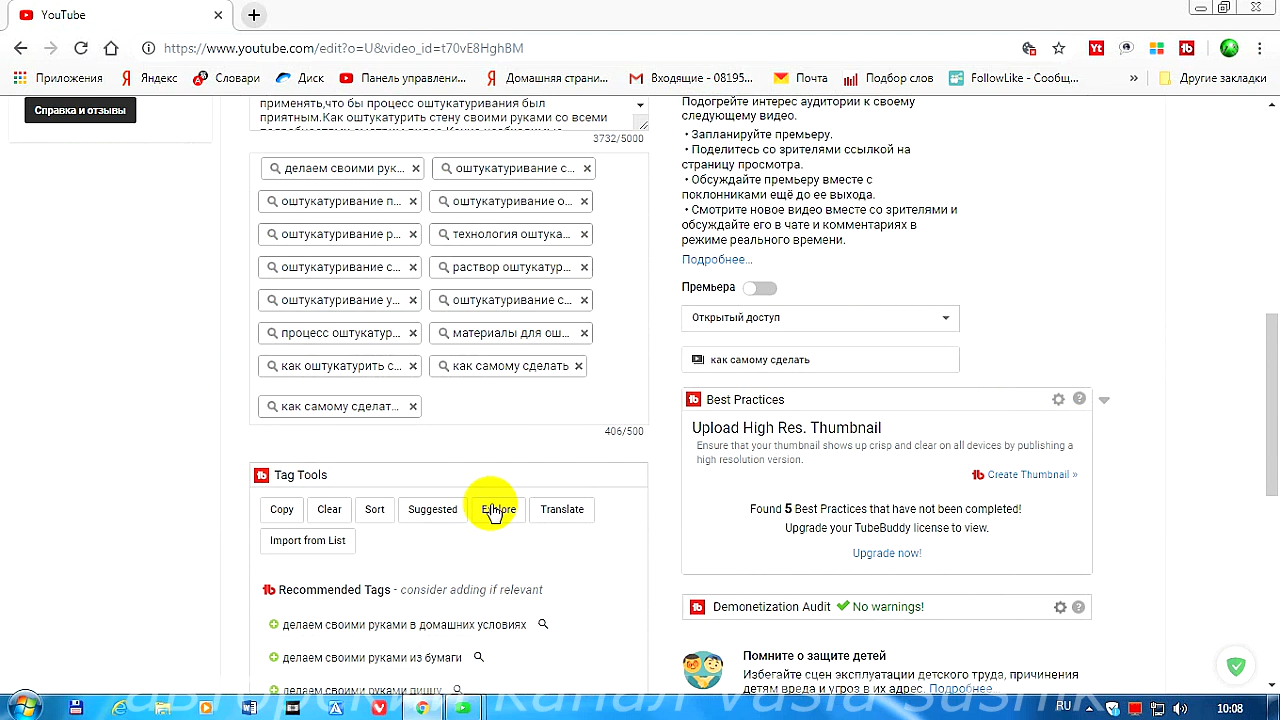 YouTube
https://www.youtube.com/edit?o=U&video_id=t70vE8HghBM
Приложения
Яндекс
Словари
Диск
Панель управлени...
Домашняя страни...
Входящие - 08195...
Почта
Подбор слов
FollowLike - Сообщ...
»
Другие закладки
Справка и отзывы
применять,что бы процесс оштукатуривания был
приятным.Как оштукатурить стену своими руками со всеми
3732/5000
делаем своими рук...
оштукатуривание с...
оштукатуривание п...
оштукатуривание о...
оштукатуривание р...
технология оштука...
оштукатуривание с...
раствор оштукатур...
оштукатуривание у...
оштукатуривание с...
процесс оштукатур...
материалы для ош...
как оштукатурить с...
как самому сделать
как самому сделат...
406/500
Tag Tools
Copy
Clear
Sort
Suggested
Explore
Translate
Import from List
Recommended Tags - consider adding if relevant
делаем своими руками в домашних условиях
делаем своими руками из бумаги
делаем своими руками пиццу
Подогрейте интерес аудитории к своему
следующему видео.
• Запланируйте премьеру.
• Поделитесь со зрителями ссылкой на
страницу просмотра.
• Обсуждайте премьеру вместе с
поклонниками ещё до ее выхода.
• Смотрите новое видео вместе со зрителями и
обсуждайте его в чате и комментариях в
режиме реального времени.
Подробнее...
Премьера
Открытый доступ
как самому сделать
Best Practices
Upload High Res. Thumbnail
Ensure that your thumbnail shows up crisp and clear on all devices by publishing a
high resolution version.
Create Thumbnail »
Found 5 Best Practices that have not been completed!
Upgrade your TubeBuddy license to view.
Upgrade now!
Demonetization Audit No warnings!
Помните о защите детей
Избегайте сцен эксплуатации детского труда, причинения
детям вреда и угроз в их адрес. Подробнее...
авторский канал vasia sushnik
RU
10:08